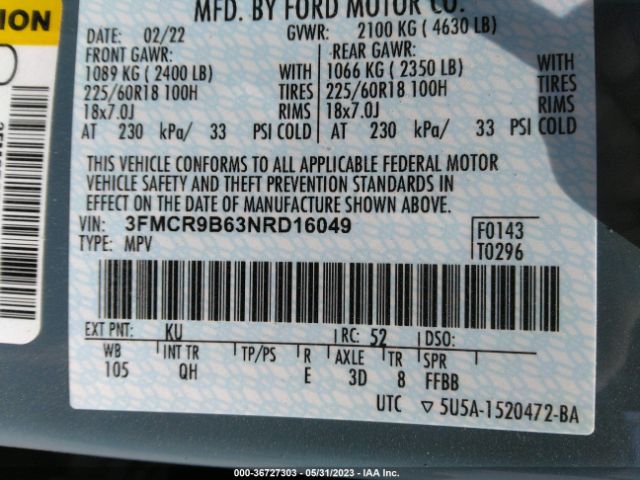 MFD. BY FORD MOTOR CO.
DATE: 02/22 GVWR: 2100 KG ( 4630 LB)
FRONT GAWR: REAR GAWR:
1089 KG ( 2400 LB) WITH 1066 KG ( 2350 LB) WITH
225/60R18 100H TIRES 225/60R18 100H TIRES
18x7.0J RIMS 18x7.0J RIMS
AT 230 kPa/ 33 PSI COLD AT 230 kPa/ 33 PSI COLD
THIS VEHICLE CONFORMS TO ALL APPLICABLE FEDERAL MOTOR
VEHICLE SAFETY AND THEFT PREVENTION STANDARDS IN
EFFECT ON THE DATE OF MANUFACTURE SHOWN ABOVE.
VIN: 3FMCR9B63NRD16049 F0143
TYPE: MPV T0296
EXT PNT: KU RC: 52 DSO:
WB INT TR TP/PS R AXLE TR SPR
105 QH E 3D 8 FFBB
UTC ▽ 5U5A-1520472-BA
000-36727303 - 05/31/2023 - IAA Inc.